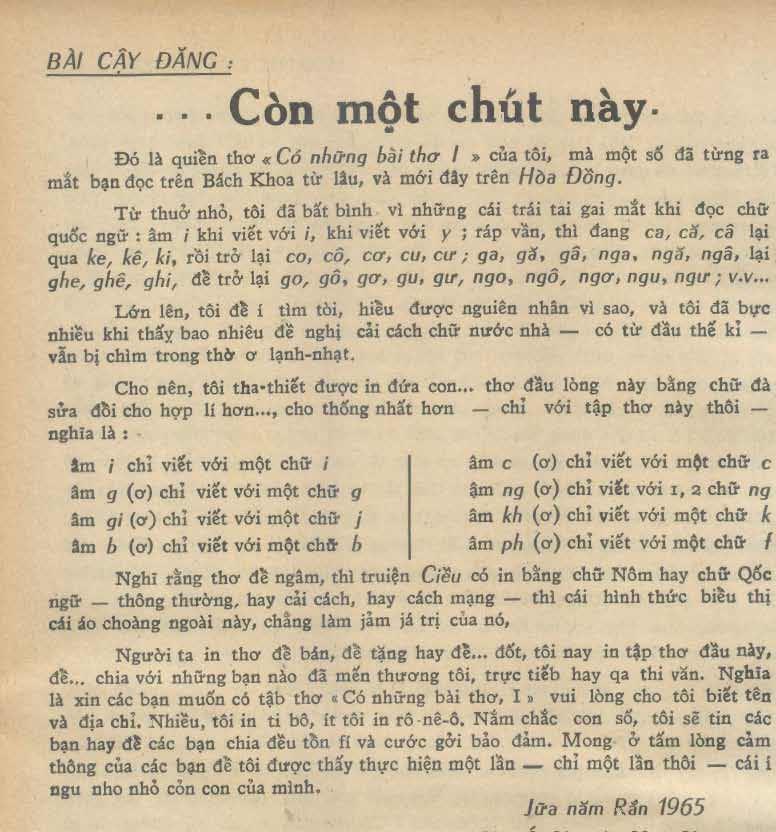 BÀI CẬY ĐĂNG :
... Còn một chút này.
Đó là quiền thơ « Có những bài thơ I » của tôi, mà một số đã từng ra
mắt bạn đọc trên Bách Khoa từ lâu, và mới đây trên Hòa Đồng.
Từ thuở nhỏ, tôi đã bất bình vì những cái trái tai gai mắt khi đọc chữ
quốc ngữ : âm i khi viết với i, khi viết với y ; ráp vần, thì đang ca, că, câ lại
qua ke, kê, ki, rồi trở lại co, cô, cơ, cu, cư ; ga, gă, gâ, nga, ngă, ngâ, lại
ghe, ghê, ghi, để trở lại go, gô, gơ, gu, gư, ngo, ngô, ngơ, ngu, ngư ; v.v...
Lớn lên, tôi để í tìm tòi, hiểu được nguiên nhân vì sao, và tôi đã bực
nhiều khi thấy bao nhiêu đề nghị cải cách chữ nước nhà — có từ đầu thế kỉ —
vẫn bị chìm trong thờ ơ lạnh-nhạt.
Cho nên, tôi tha-thiết được in đứa con... thơ đầu lòng này bằng chữ đà
sửa đổi cho hợp lí hơn..., cho thống nhất hơn — chỉ với tập thơ này thôi —
nghĩa là :
âm i chỉ viết với một chữ i
âm g (ơ) chỉ viết với một chữ g
âm gi (ơ) chỉ viết với một chữ j
âm b (ơ) chỉ viết với một chữ b
âm c (ơ) chỉ viết với một chữ c
âm ng (ơ) chỉ viết với 1, 2 chữ ng
âm kh (ơ) chỉ viết với một chữ k
âm ph (ơ) chỉ viết với một chữ f
Nghĩ rằng thơ để ngâm, thì truiện Ciều có in bằng chữ Nôm hay chữ Qốc
ngữ — thông thường, hay cải cách, hay cách mạng — thì cái hình thức biểu thị
cái áo choàng ngoài này, chẳng làm jảm já trị của nó,
Người ta in thơ để bán, để tặng hay để... đốt, tôi nay in tập thơ đầu này,
để... chia với những bạn nào đã mến thương tôi, trực tiếb hay qa thi văn. Nghĩa
là xin các bạn muốn có tậb thơ « Có những bài thơ, I » vui lòng cho tôi biết tên
và địa chỉ. Nhiều, tôi in ti bô, ít tôi in rô-nê-ô. Nắm chắc con số, tôi sẽ tin các
bạn hay để các bạn chia đều tổn fí và cước gởi bảo đảm. Mong ở tấm lòng cảm
thông của các bạn để tôi được thấy thực hiện một lần — chỉ một lần thôi — cái í
ngu nho nhỏ cỏn con của mình.
Jữa năm Rắn 1965